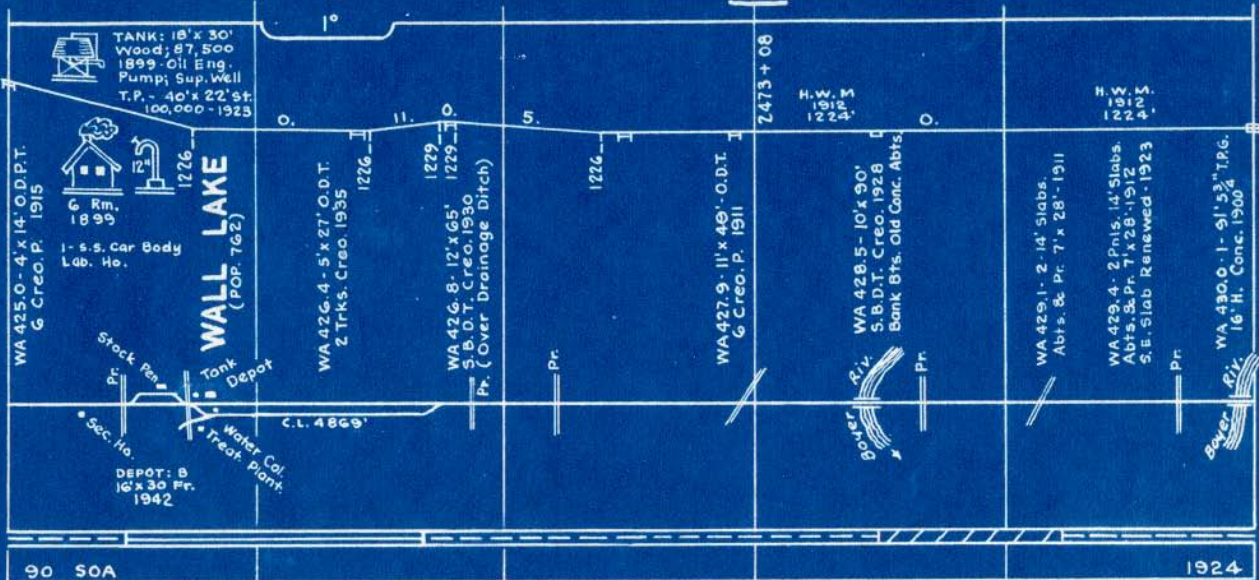 1°
TANK: 18' x 30'
Wood; 87,500
1899-Oil Eng.
Pump; Sup. Well
T.P. - 40' x 22' St.
100,000 - 1923
12"
6 Rm.
1899
1- s.s. Car Body
Lab. Ho.
WA 425.0 - 4' x 14' O.D.P.T.
6 Creo. P. 1915
1226
O.
WALL LAKE
(POP. 762)
WA 426.4 - 5' x 27' O.D.T.
2 Trks. Creo. 1935
1226
11.
1229
O.
1229
WA 426.8 - 12' x 65'
S.B.D.T. Creo. 1930
Pr. (Over Drainage Ditch)
5.
1226
WA 427.9 - 11' x 48' - O.D.T.
6 Creo. P. 1911
2473 + 08
H.W.M.
1912
1224'
WA 428.5 - 10' x 90'
S.B.D.T. Creo. 1928
Bank Bts. Old Conc. Abts.
O.
WA 429.1 - 2 - 14' Slabs.
Abts. & Pr. 7' x 28' - 1911
H.W.M.
1912
1224'
WA 429.4 - 2 Pnls. 14' Slabs.
Abts. & Pr. 7' x 28' - 1912
S.E. Slab Renewed - 1923
WA 430.0 - 1 - 91' 5¾" T.P.G.
16' H. Conc. 1900
Pr.
Stock Pen
Tank
Depot
Sec. Ho.
Water Col.
Treat. Plant.
C.L. 4869'
DEPOT: B
16' x 30 Fr.
1942
Pr.
Boyer Riv.
Pr.
Pr.
Boyer Riv.
90 SOA
1924